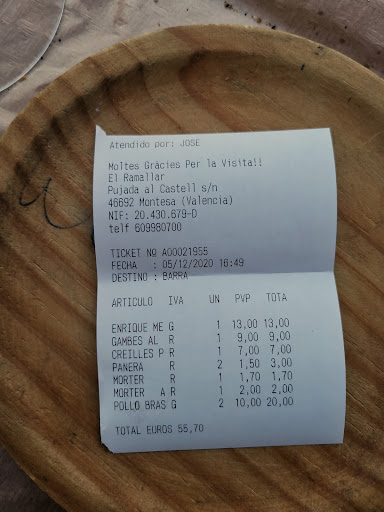 Atendido por: JOSE
Moltes Gràcies Per la Visita!!
El Ramallar
Pujada al Castell s/n
46692 Montesa (Valencia)
NIF: 20.430.679-D
telf 609980700
TICKET Nº A00021955
FECHA : 05/12/2020 16:49
DESTINO : BARRA
ARTICULO IVA UN PVP TOTA
ENRIQUE ME G 1 13,00 13,00
GAMBES AL R 1 9,00 9,00
CREILLES P R 1 7,00 7,00
PANERA R 2 1,50 3,00
MORTER R 1 1,70 1,70
MORTER A R 1 2,00 2,00
POLLO BRAS G 2 10,00 20,00
TOTAL EUROS 55,70